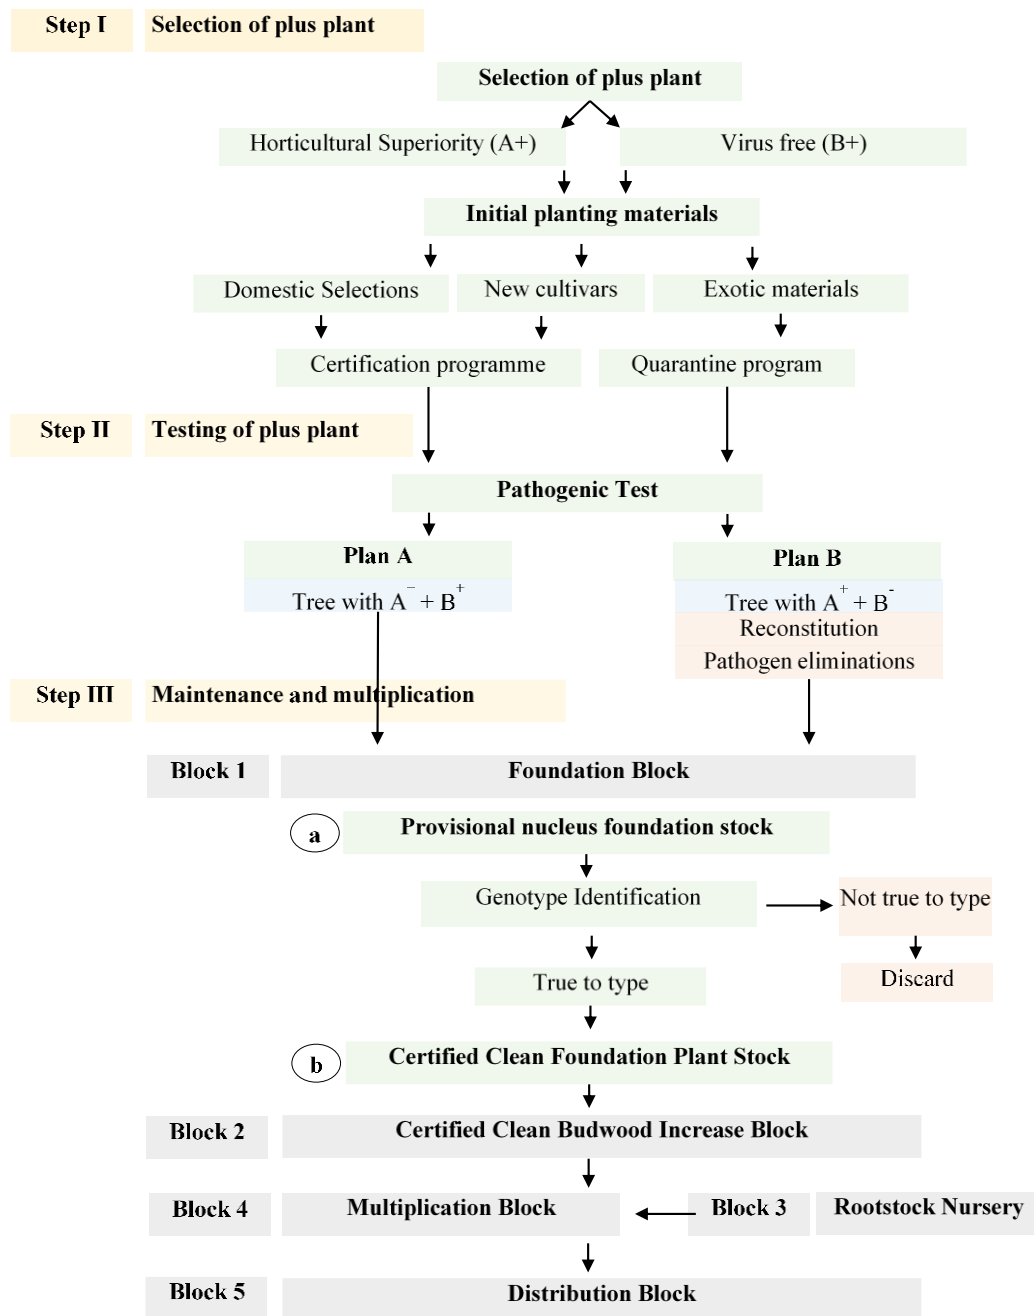 Step I
Selection of plus plant
Selection of plus plant
Horticultural Superiority (A+)
Virus free (B+)
Initial planting materials
Domestic Selections
New cultivars
Exotic materials
Certification programme
Quarantine program
Step II
Testing of plus plant
Pathogenic Test
Plan A
Plan B
Tree with A⁻ + B⁺
Tree with A⁺ + B⁻
Reconstitution
Pathogen eliminations
Step III
Maintenance and multiplication
Block 1
Foundation Block
a
Provisional nucleus foundation stock
Genotype Identification
Not true to type
True to type
Discard
b
Certified Clean Foundation Plant Stock
Block 2
Certified Clean Budwood Increase Block
Block 4
Multiplication Block
Block 3
Rootstock Nursery
Block 5
Distribution Block